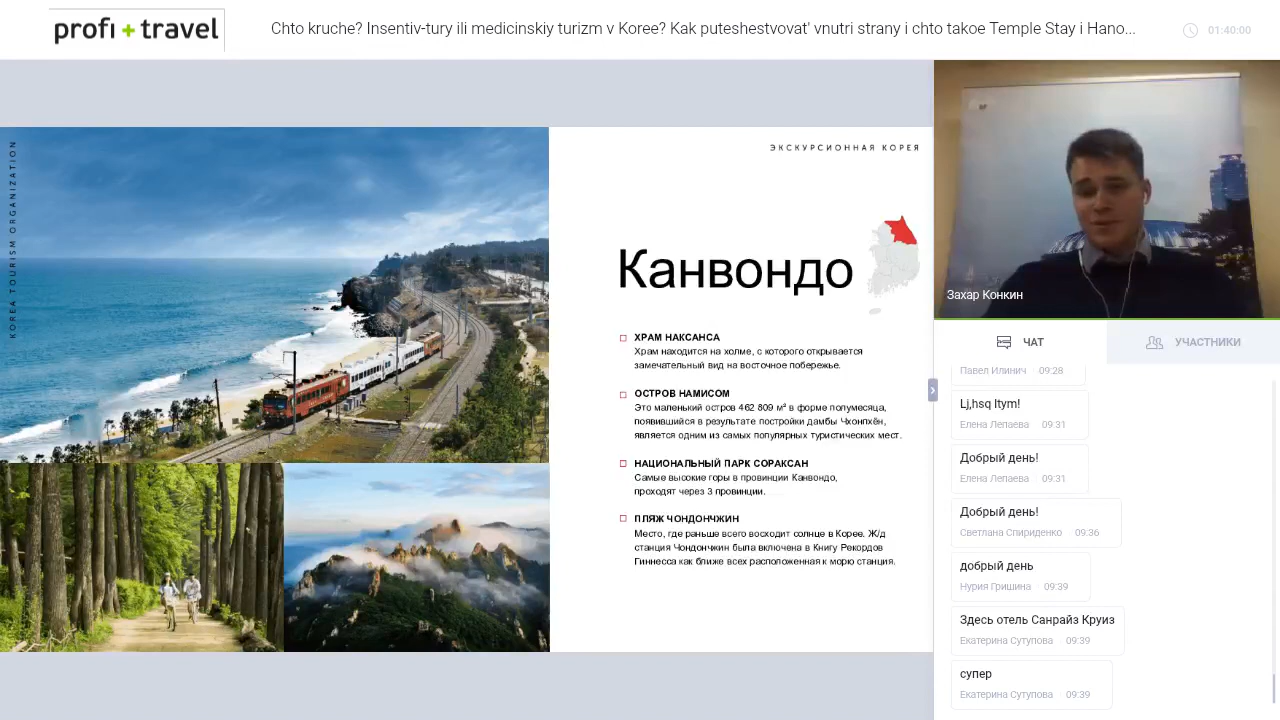 profi + travel
Chto kruche? Insentiv-tury ili medicinskiy turizm v Koree? Kak puteshestvovat' vnutri strany i chto takoe Temple Stay i Hano...
01:40:00
KOREA TOURISM ORGANIZATION
ЭКСКУРСИОННАЯ КОРЕЯ
Канвондо
ХРАМ НАКСАНСА
Храм находится на холме, с которого открывается
замечательный вид на восточное побережье.
ОСТРОВ НАМИСОМ
Это маленький остров 462 809 м² в форме полумесяца,
появившийся в результате постройки дамбы Чхонпхён,
является одним из самых популярных туристических мест.
НАЦИОНАЛЬНЫЙ ПАРК СОРАКСАН
Самые высокие горы в провинции Канвондо,
проходят через 3 провинции.
ПЛЯЖ ЧОНДОНЧЖИН
Место, где раньше всего восходит солнце в Корее. Ж/д
станция Чондончжин была включена в Книгу Рекордов
Гиннесса как ближе всех расположенная к морю станция.
Захар Конкин
ЧАТ
УЧАСТНИКИ
Павел Илинич · 09:28
Lj,hsq ltym!
Елена Лепаева · 09:31
Добрый день!
Елена Лепаева · 09:31
Добрый день!
Светлана Спириденко · 09:36
добрый день
Нурия Гришина · 09:39
Здесь отель Санрайз Круиз
Екатерина Сутупова · 09:39
супер
Екатерина Сутупова · 09:39